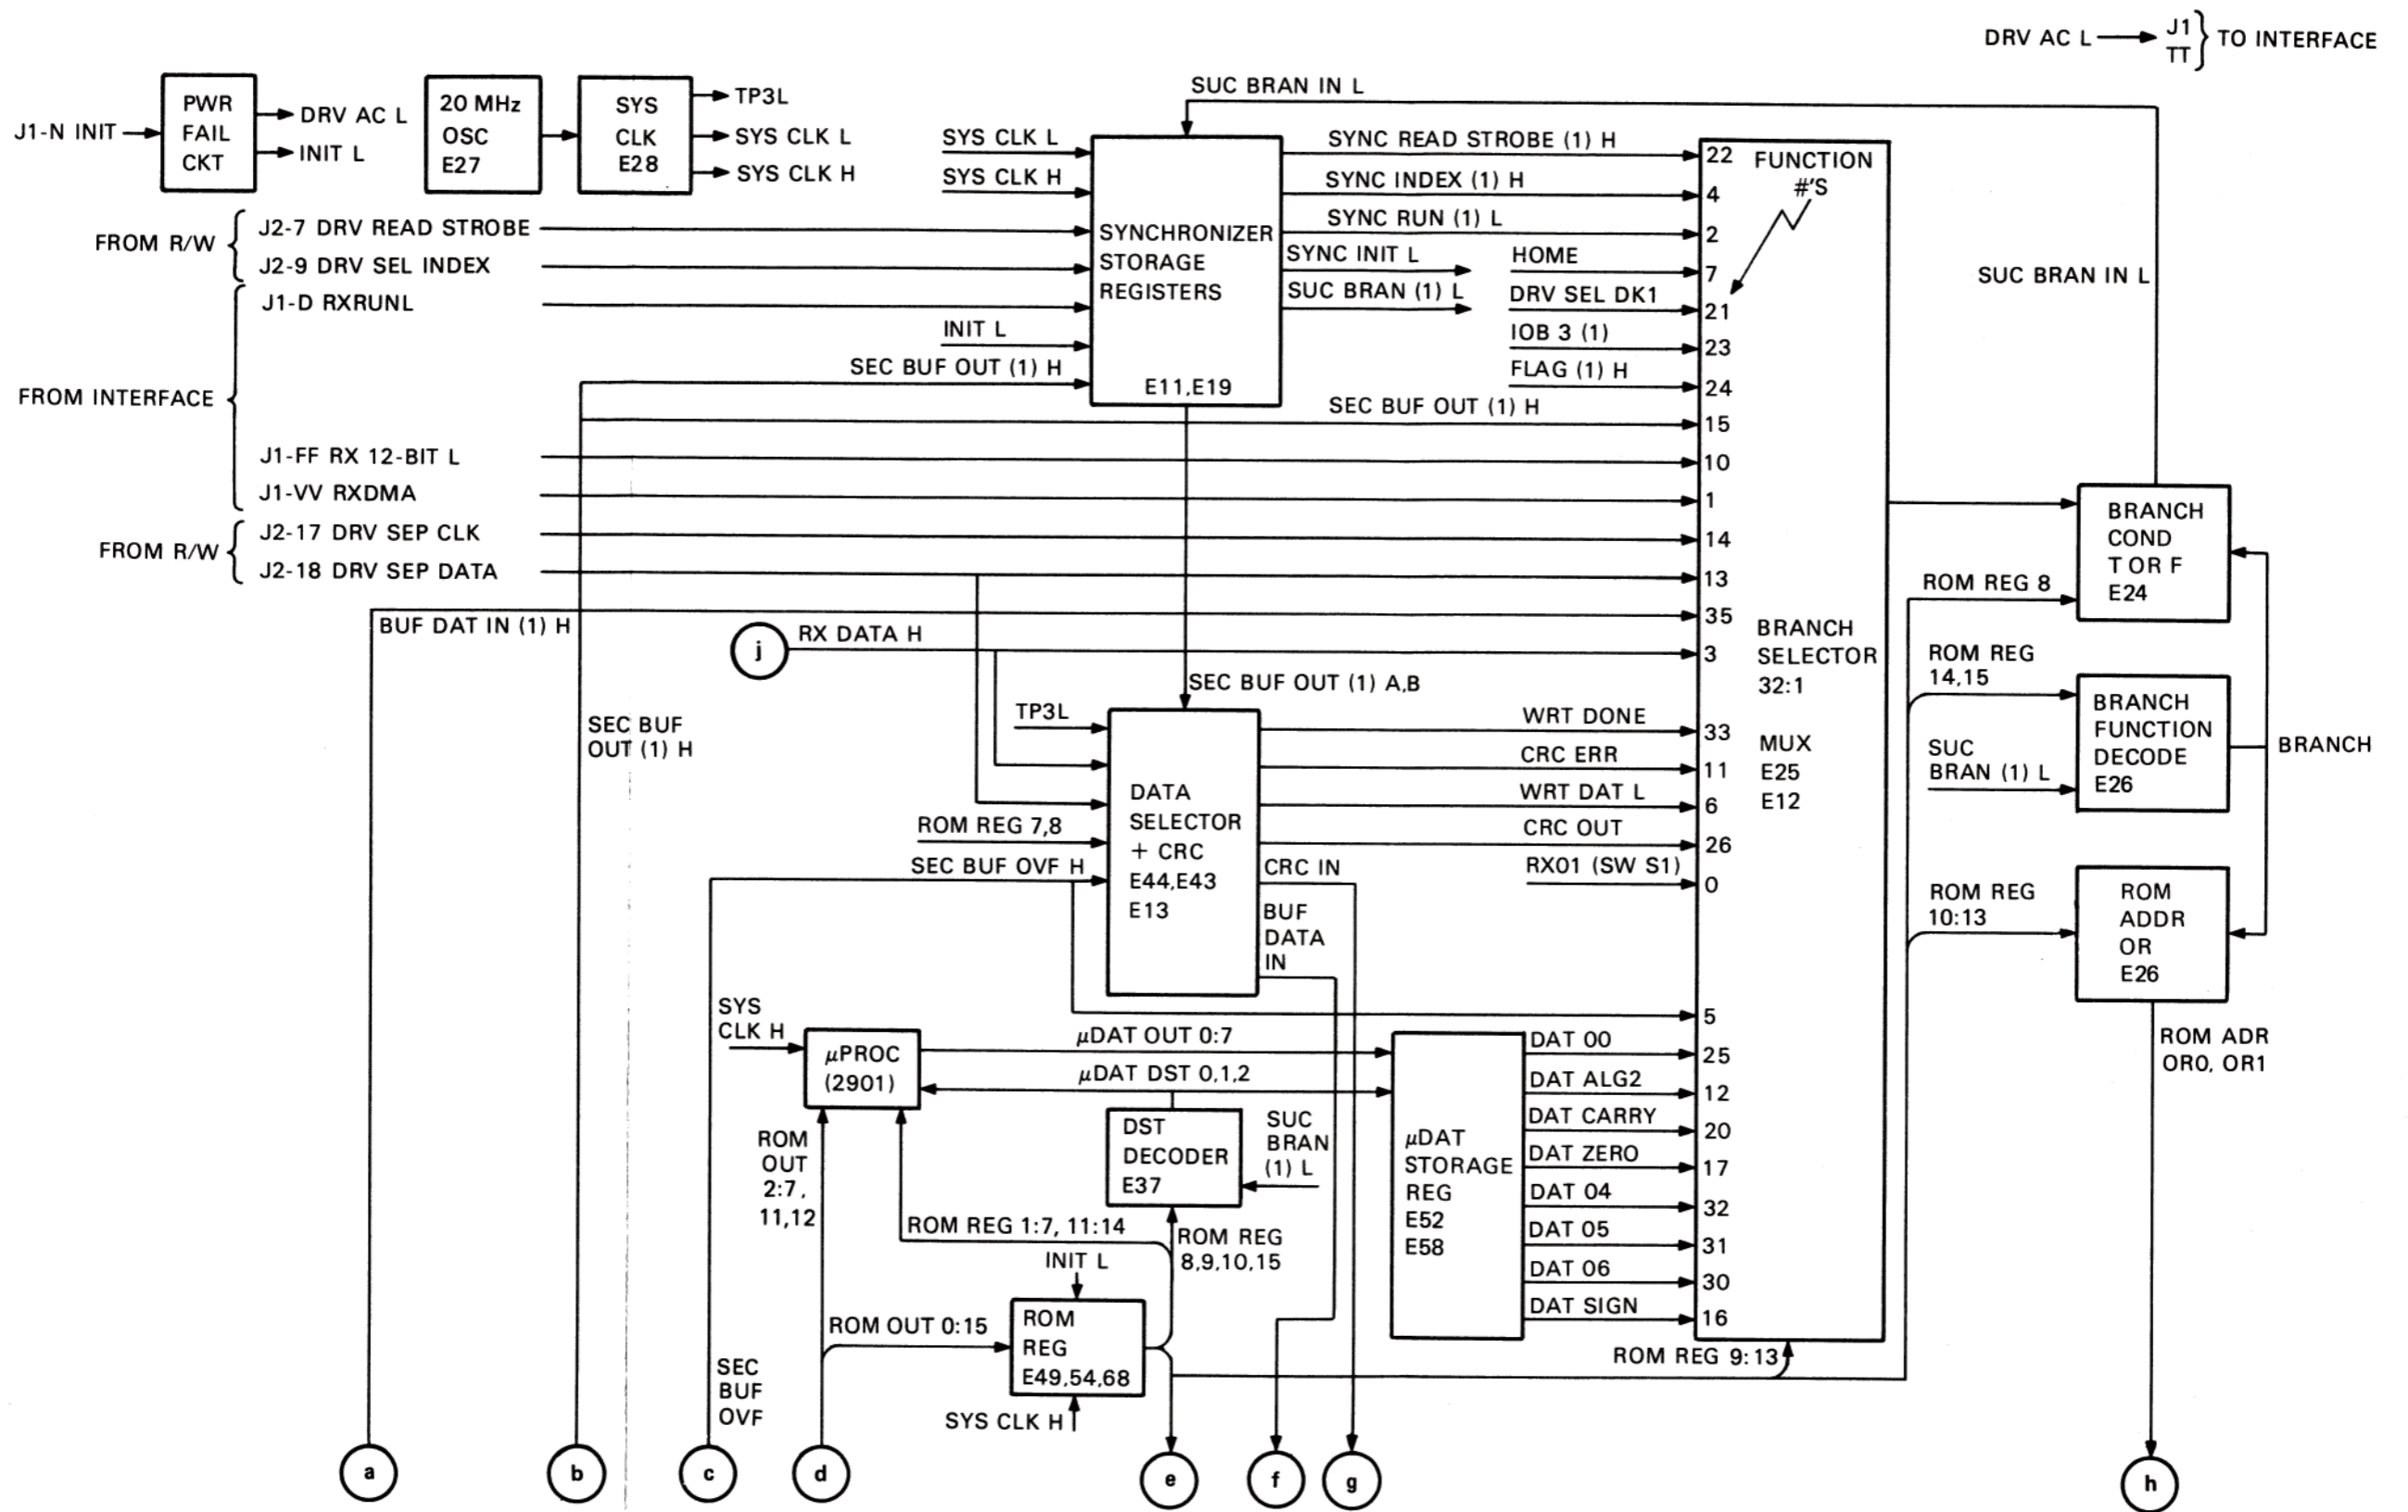 DRV AC L J1 TT TO INTERFACE
PWR
FAIL
CKT
J1-N INIT
DRV AC L
INIT L
20 MHz
OSC
E27
SYS
CLK
E28
TP3L
SYS CLK L
SYS CLK H
SUC BRAN IN L
SYS CLK L
SYS CLK H
FROM R/W
J2-7 DRV READ STROBE
J2-9 DRV SEL INDEX
FROM INTERFACE
J1-D RXRUNL
INIT L
SEC BUF OUT (1) H
J1-FF RX 12-BIT L
J1-VV RXDMA
FROM R/W
J2-17 DRV SEP CLK
J2-18 DRV SEP DATA
BUF DAT IN (1) H
SYNCHRONIZER
STORAGE
REGISTERS
E11,E19
SYNC READ STROBE (1) H
SYNC INDEX (1) H
SYNC RUN (1) L
SYNC INIT L
SUC BRAN (1) L
HOME
DRV SEL DK1
IOB 3 (1)
FLAG (1) H
SEC BUF OUT (1) H
22
4
2
7
21
23
24
15
10
1
14
13
35
3
33
11
6
26
0
5
25
12
20
17
32
31
30
16
FUNCTION
#'S
BRANCH
SELECTOR
32:1
MUX
E25
E12
SUC BRAN IN L
BRANCH
COND
T OR F
E24
ROM REG 8
ROM REG
14,15
BRANCH
FUNCTION
DECODE
E26
SUC
BRAN (1) L
BRANCH
ROM REG
10:13
ROM
ADDR
OR
E26
ROM ADR
OR0, OR1
j
RX DATA H
SEC BUF OUT (1) A,B
SEC BUF
OUT (1) H
TP3L
ROM REG 7,8
SEC BUF OVF H
DATA
SELECTOR
+ CRC
E44,E43
E13
WRT DONE
CRC ERR
WRT DAT L
CRC OUT
RX01 (SW S1)
CRC IN
BUF
DATA
IN
SYS
CLK H
μPROC
(2901)
μDAT OUT 0:7
μDAT DST 0,1,2
DST
DECODER
E37
SUC
BRAN
(1) L
μDAT
STORAGE
REG
E52
E58
DAT 00
DAT ALG2
DAT CARRY
DAT ZERO
DAT 04
DAT 05
DAT 06
DAT SIGN
ROM
OUT
2:7,
11,12
ROM REG 1:7, 11:14
ROM REG
8,9,10,15
INIT L
ROM OUT 0:15
ROM
REG
E49,54,68
SYS CLK H
ROM REG 9:13
SEC
BUF
OVF
a
b
c
d
e
f
g
h